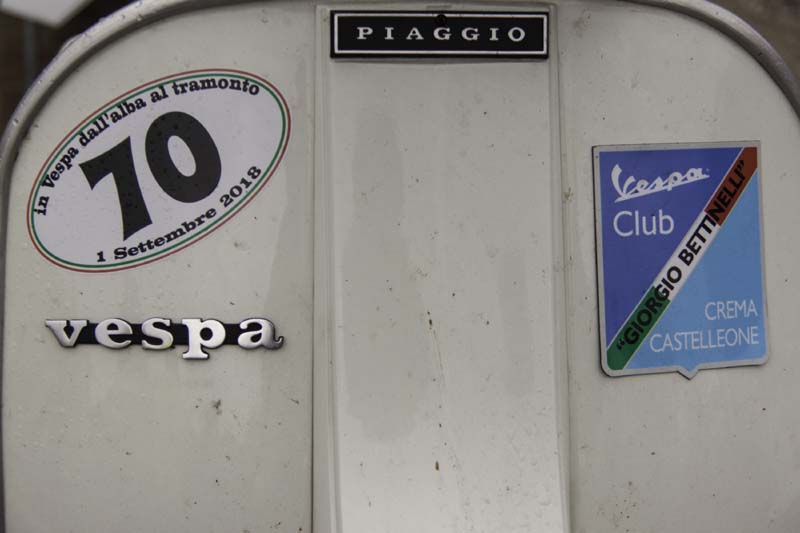 PIAGGIO
in Vespa dall'alba al tramonto
70
1 Settembre 2018
vespa
Vespa
Club
"GIORGIO BETTINELLI"
CREMA
CASTELLEONE